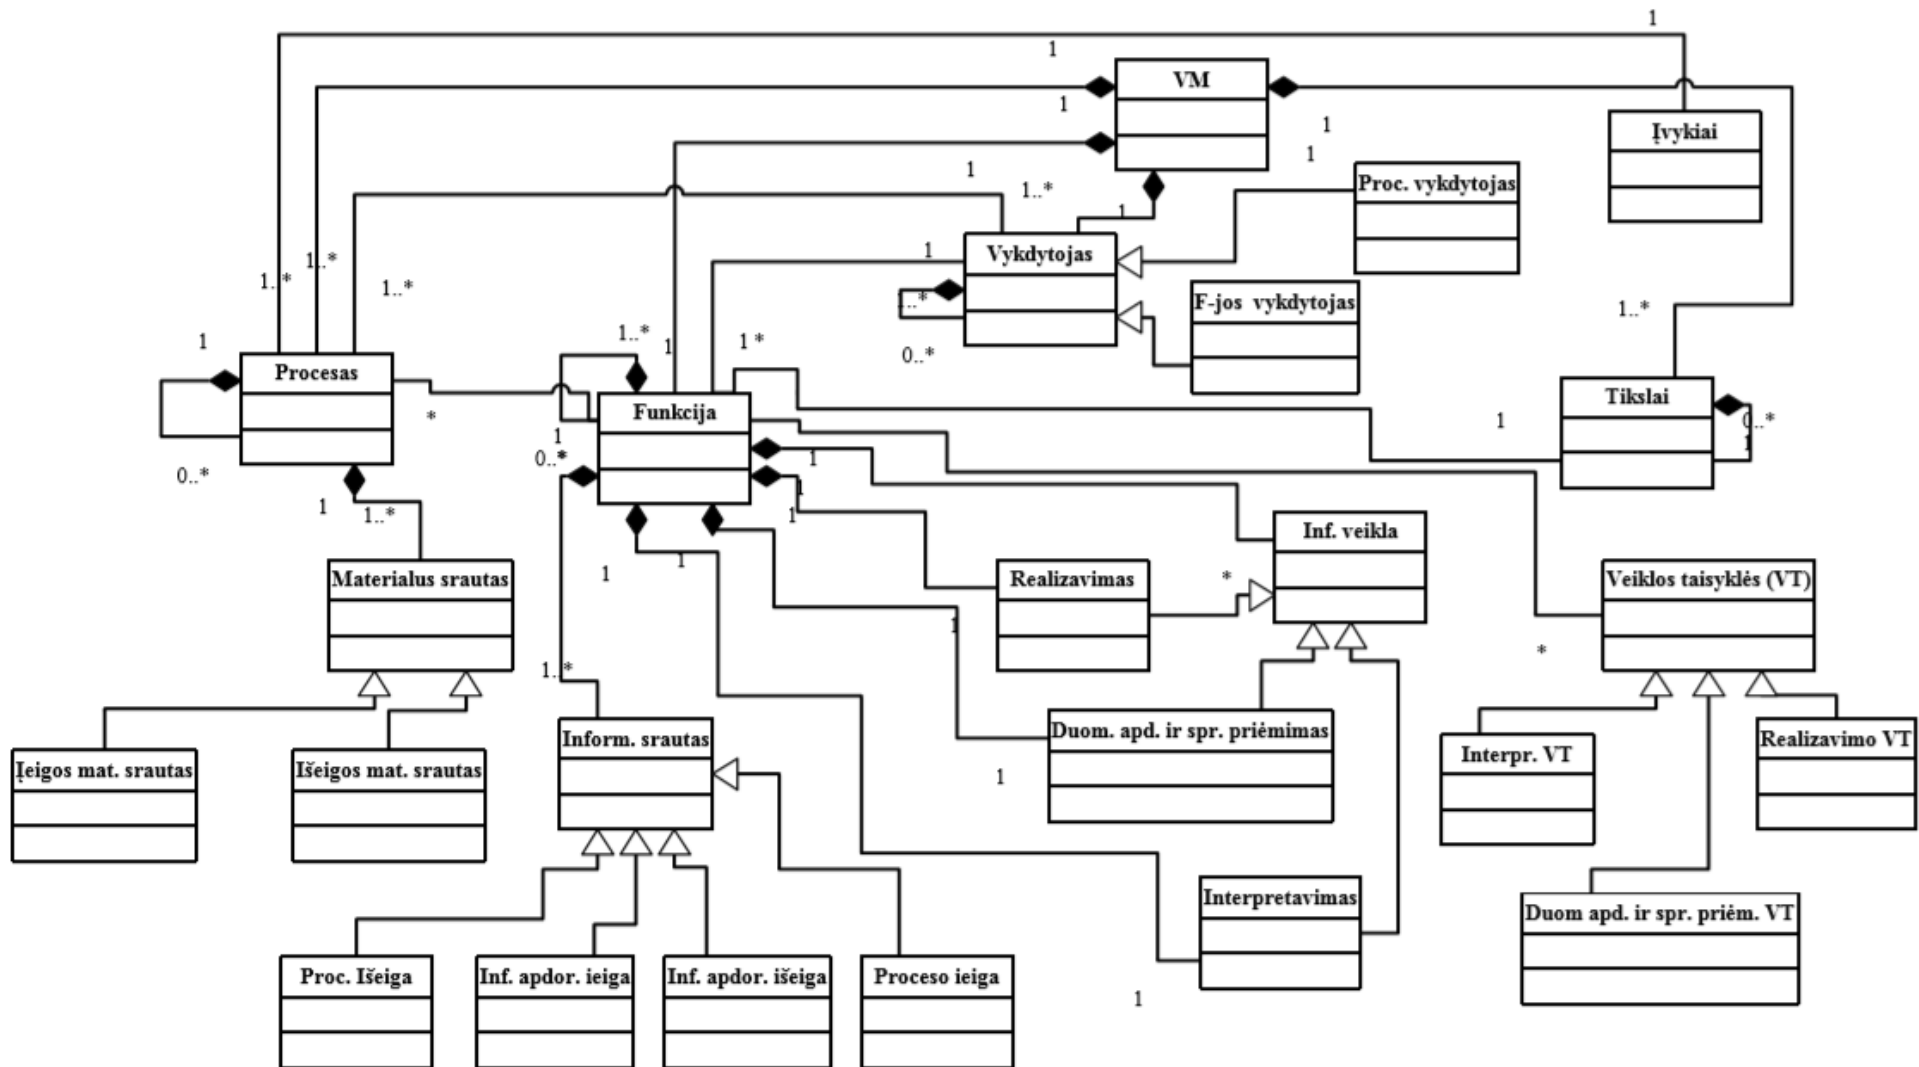 1
1
VM
1
Įvykiai
1
1
1
Proc. vykdytojas
1..*
1
1
Vykdytojas
1..*
1..*
1..*
1..*
F-jos vykdytojas
1..*
1..*
1
1
1 *
0..*
Procesas
Tikslai
Funkcija
*
1
0..*
1
1
0..*
1
0..*
1
1
1..*
1
Inf. veikla
1
1
Materialus srautas
Realizavimas
*
Veiklos taisyklės (VT)
1
*
1..*
Inform. srautas
Duom. apd. ir spr. priėmimas
Realizavimo VT
Interpr. VT
Įeigos mat. srautas
Išeigos mat. srautas
1
Interpretavimas
Duom apd. ir spr. priėm. VT
Proc. Išeiga
Inf. apdor. ieiga
Inf. apdor. išeiga
Proceso ieiga
1